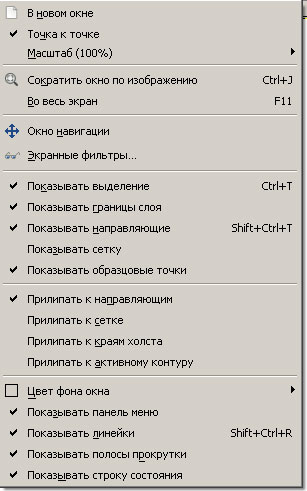 В новом окне
Точка к точке
Масштаб (100%)
Сократить окно по изображению Ctrl+J
Во весь экран F11
Окно навигации
Экранные фильтры...
Показывать выделение Ctrl+T
Показывать границы слоя
Показывать направляющие Shift+Ctrl+T
Показывать сетку
Показывать образцовые точки
Прилипать к направляющим
Прилипать к сетке
Прилипать к краям холста
Прилипать к активному контуру
Цвет фона окна
Показывать панель меню
Показывать линейки Shift+Ctrl+R
Показывать полосы прокрутки
Показывать строку состояния